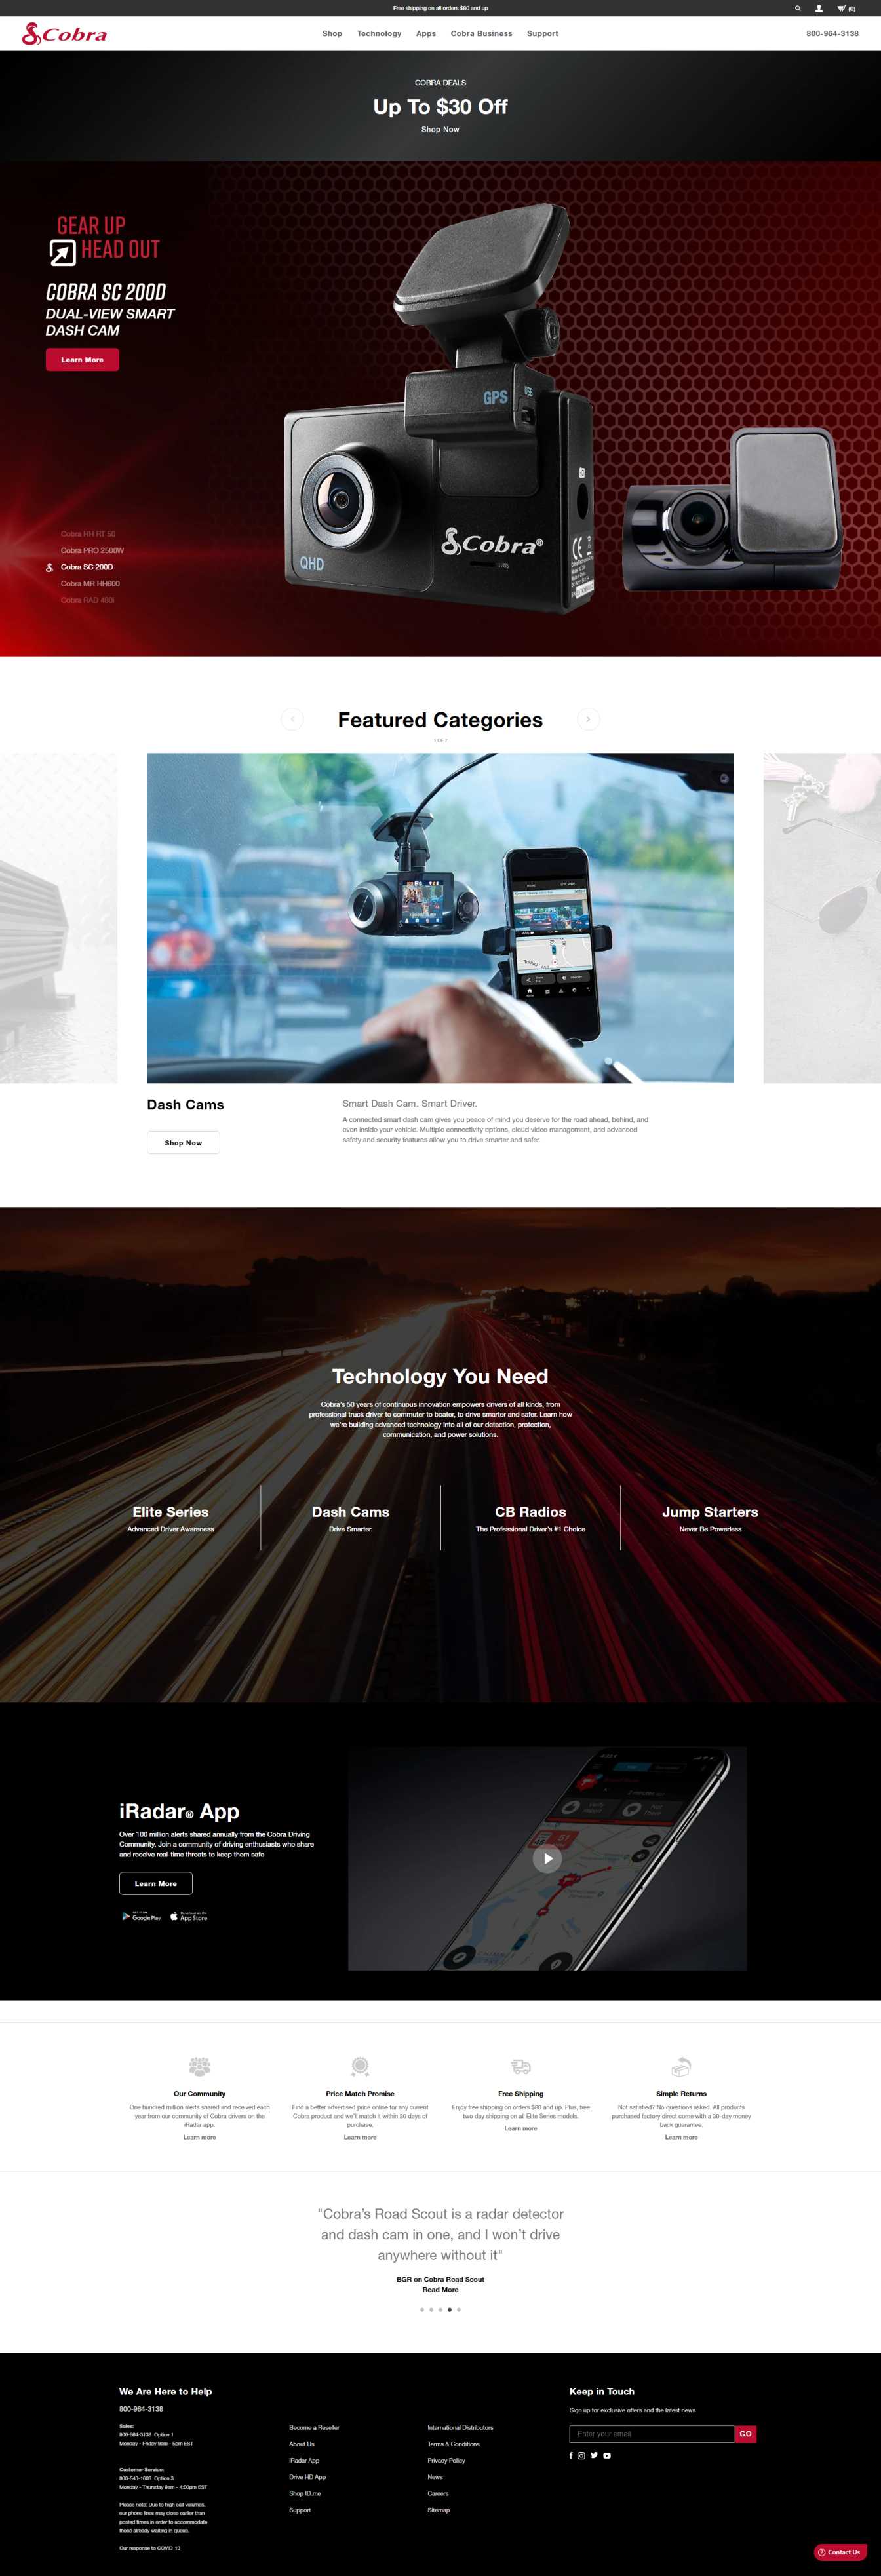 Free shipping on all orders $80 and up
(0)
Cobra
Shop Technology Apps Cobra Business Support
800-964-3138
COBRA DEALS
Up To $30 Off
Shop Now
GEAR UP
HEAD OUT
COBRA SC 200D
DUAL-VIEW SMART
DASH CAM
Learn More
GPS
USB
QHD
Cobra®
CE
Cobra HH RT 50
Cobra PRO 2500W
Cobra SC 200D
Cobra MR HH600
Cobra RAD 480i
Featured Categories
1 OF 7
Dash Cams
Shop Now
Smart Dash Cam. Smart Driver.
A connected smart dash cam gives you peace of mind you deserve for the road ahead, behind, and
even inside your vehicle. Multiple connectivity options, cloud video management, and advanced
safety and security features allow you to drive smarter and safer.
Technology You Need
Cobra's 50 years of continuous innovation empowers drivers of all kinds, from
professional truck driver to commuter to boater, to drive smarter and safer. Learn how
we're building advanced technology into all of our detection, protection,
communication, and power solutions.
Elite Series
Advanced Driver Awareness
Dash Cams
Drive Smarter.
CB Radios
The Professional Driver's #1 Choice
Jump Starters
Never Be Powerless
iRadar® App
Over 100 million alerts shared annually from the Cobra Driving
Community. Join a community of driving enthusiasts who share
and receive real-time threats to keep them safe
Learn More
GET IT ON
Google Play
Download on the
App Store
Our Community
One hundred million alerts shared and received each
year from our community of Cobra drivers on the
iRadar app.
Learn more
Price Match Promise
Find a better advertised price online for any current
Cobra product and we'll match it within 30 days of
purchase.
Learn more
Free Shipping
Enjoy free shipping on orders $80 and up. Plus, free
two day shipping on all Elite Series models.
Learn more
Simple Returns
Not satisfied? No questions asked. All products
purchased factory direct come with a 30-day money
back guarantee.
Learn more
"Cobra's Road Scout is a radar detector
and dash cam in one, and I won't drive
anywhere without it"
BGR on Cobra Road Scout
Read More
We Are Here to Help
800-964-3138
Sales:
800-964-3138 Option 1
Monday - Friday 9am - 5pm EST
Customer Service:
800-543-1608 Option 3
Monday - Thursday 9am - 4:00pm EST
Please note: Due to high call volumes,
our phone lines may close earlier than
posted times in order to accommodate
those already waiting in queue.
Our response to COVID-19
Become a Reseller
About Us
iRadar App
Drive HD App
Shop ID.me
Support
International Distributors
Terms & Conditions
Privacy Policy
News
Careers
Sitemap
Keep in Touch
Sign up for exclusive offers and the latest news
Enter your email
GO
Contact Us